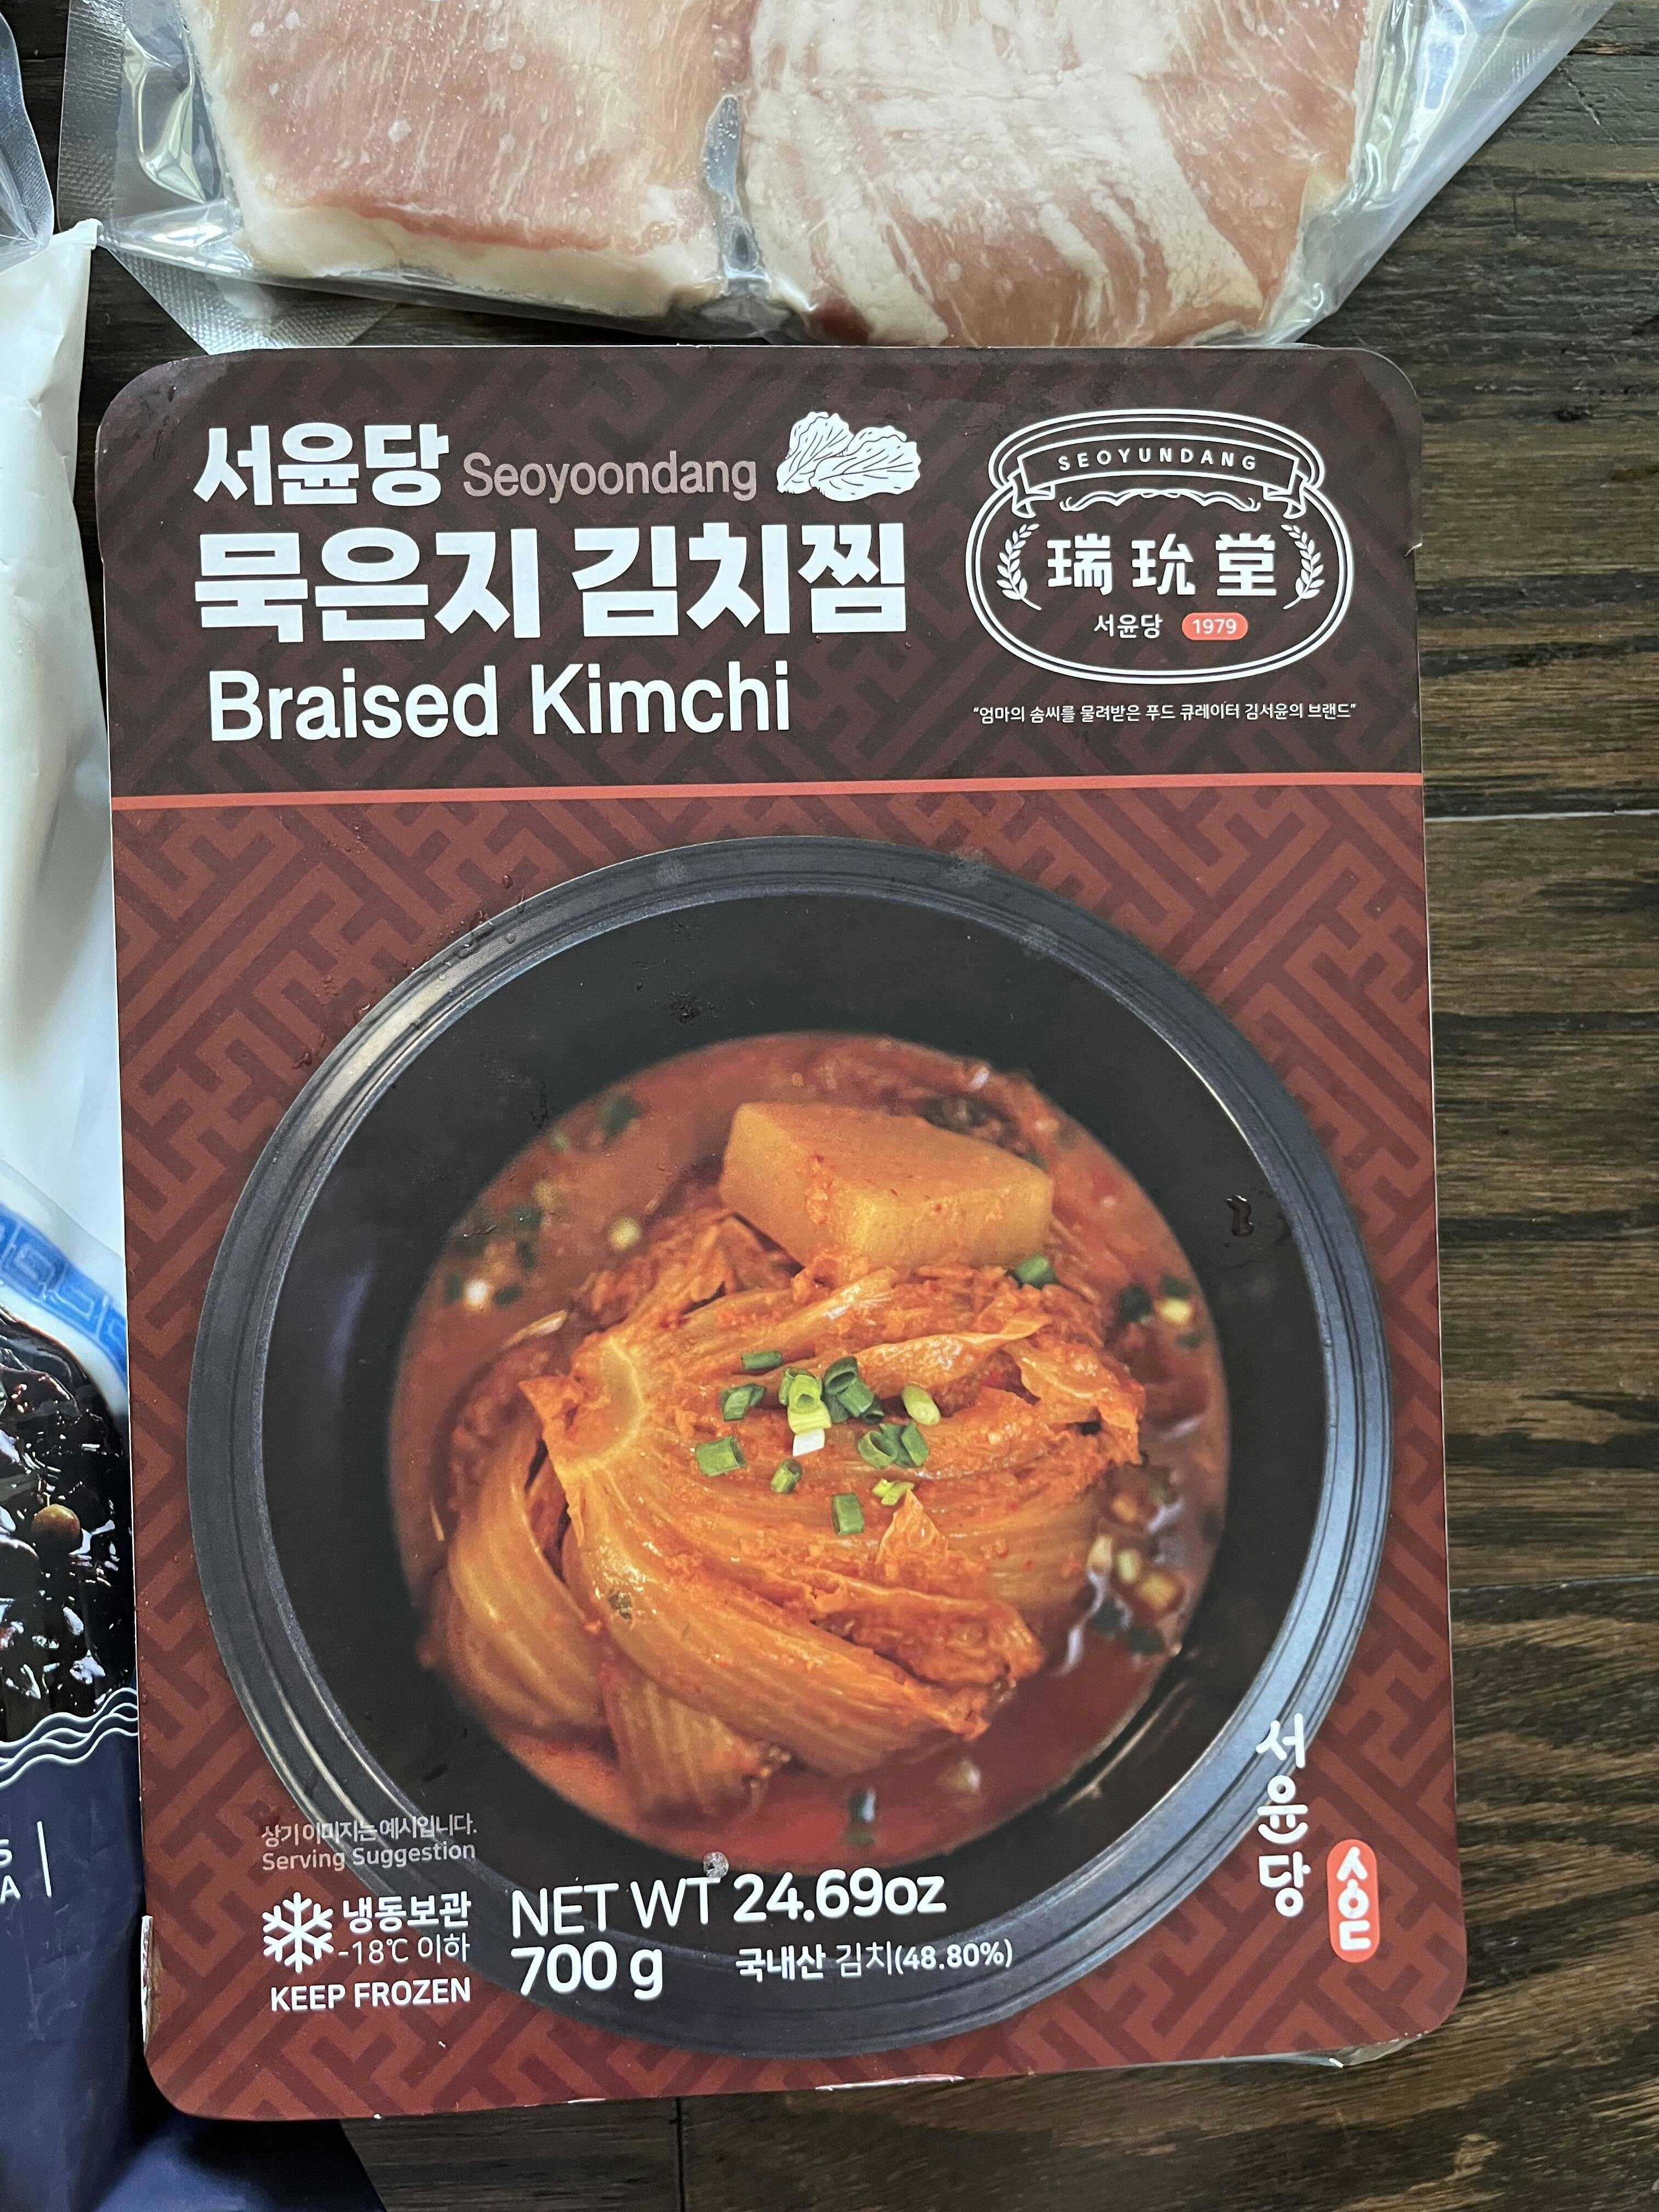 서윤당 Seoyoondang
묵은지 김치찜
Braised Kimchi
SEOYUNDANG
瑞玧堂
서윤당 1979
“엄마의 솜씨를 물려받은 푸드 큐레이터 김서윤의 브랜드”
상기 이미지는 예시입니다.
Serving Suggestion
냉동보관
-18℃ 이하
KEEP FROZEN
NET WT 24.69oz
700 g
국내산 김치(48.80%)
서윤당